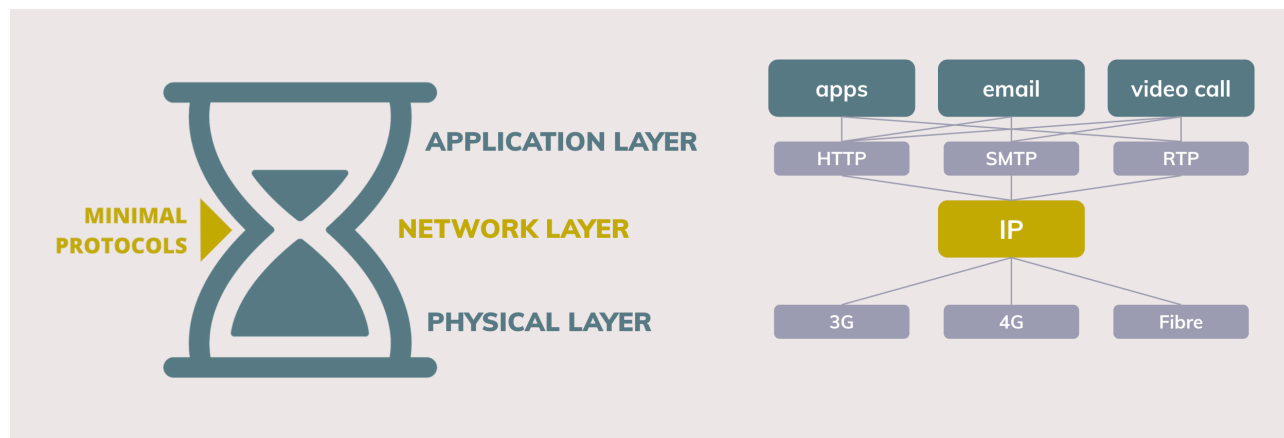 APPLICATION LAYER
MINIMAL
PROTOCOLS
NETWORK LAYER
PHYSICAL LAYER
apps
email
video call
HTTP
SMTP
RTP
IP
3G
4G
Fibre